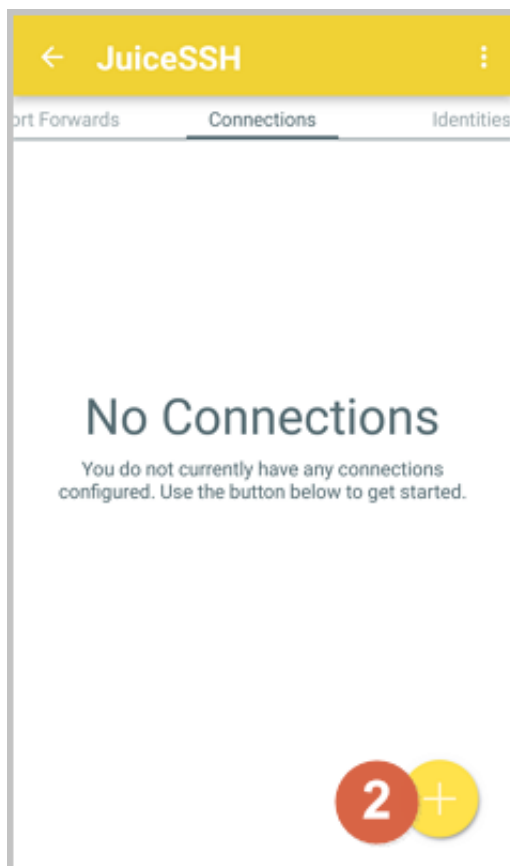 JuiceSSH
ort Forwards Connections Identities
No Connections
You do not currently have any connections
configured. Use the button below to get started.
2